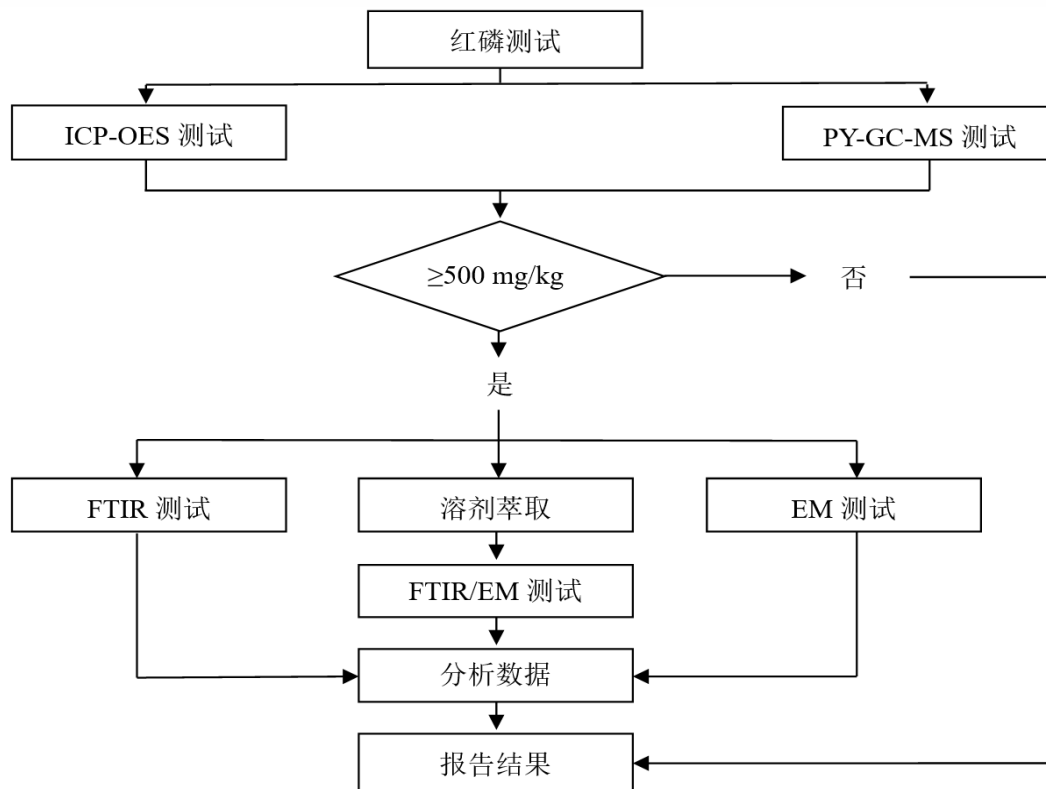 红磷测试
ICP-OES 测试
PY-GC-MS 测试
≥500 mg/kg
否
是
FTIR 测试
溶剂萃取
EM 测试
FTIR/EM 测试
分析数据
报告结果